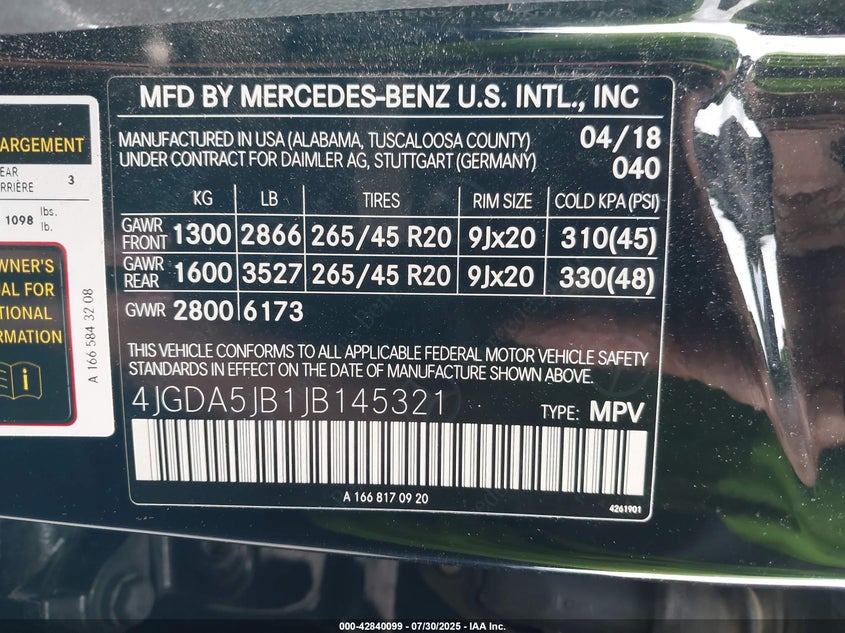 ARGEMENT
EAR
RRIÈRE 3
1098 lbs.
lb.
WNER'S
AL FOR
TIONAL
RMATION
A 166 584 32 08
MFD BY MERCEDES-BENZ U.S. INTL., INC
MANUFACTURED IN USA (ALABAMA, TUSCALOOSA COUNTY) 04/18
UNDER CONTRACT FOR DAIMLER AG, STUTTGART (GERMANY) 040
KG LB TIRES RIM SIZE COLD KPA (PSI)
GAWR FRONT 1300 2866 265/45 R20 9Jx20 310(45)
GAWR REAR 1600 3527 265/45 R20 9Jx20 330(48)
GVWR 2800 6173
THIS VEHICLE CONFORMS TO ALL APPLICABLE FEDERAL MOTOR VEHICLE SAFETY
STANDARDS IN EFFECT ON THE DATE OF MANUFACTURE SHOWN ABOVE.
4JGDA5JB1JB145321 TYPE: MPV
A 166 817 09 20
4261901
000-42840099 - 07/30/2025 - IAA Inc.